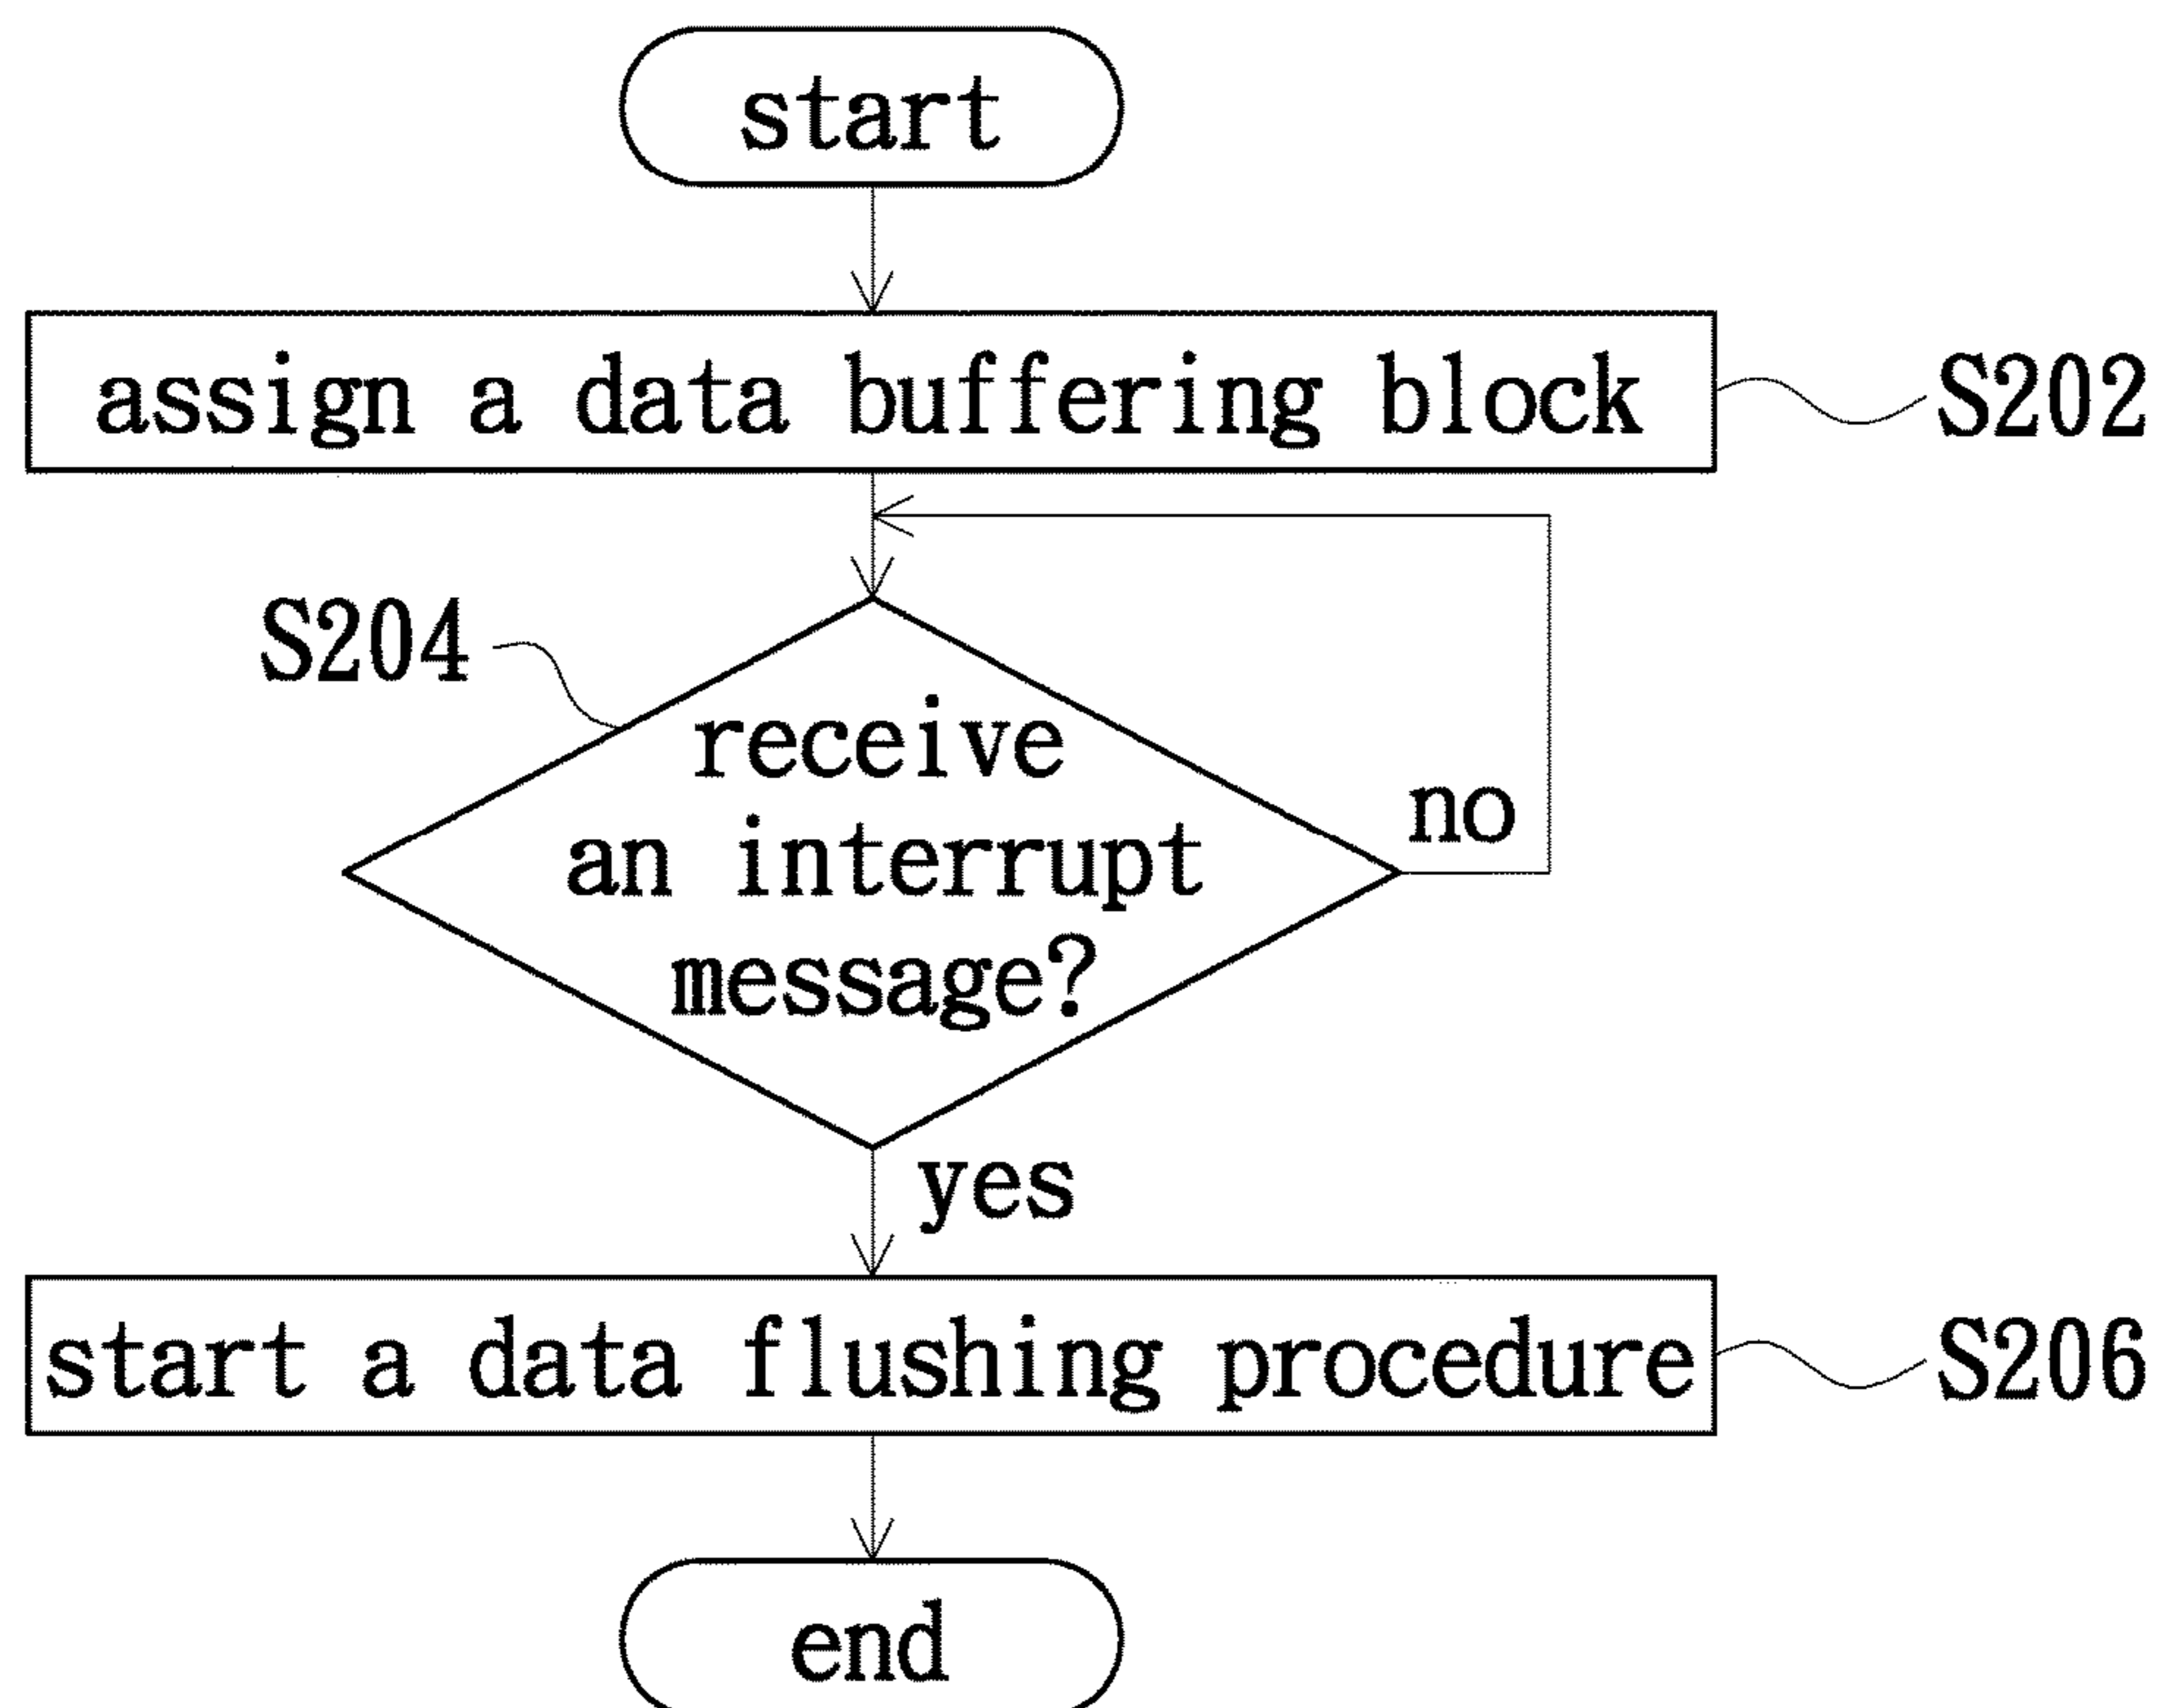 start
assign a data buffering block
S202
S204
receive
an interrupt
message?
no
yes
start a data flushing procedure
S206
end